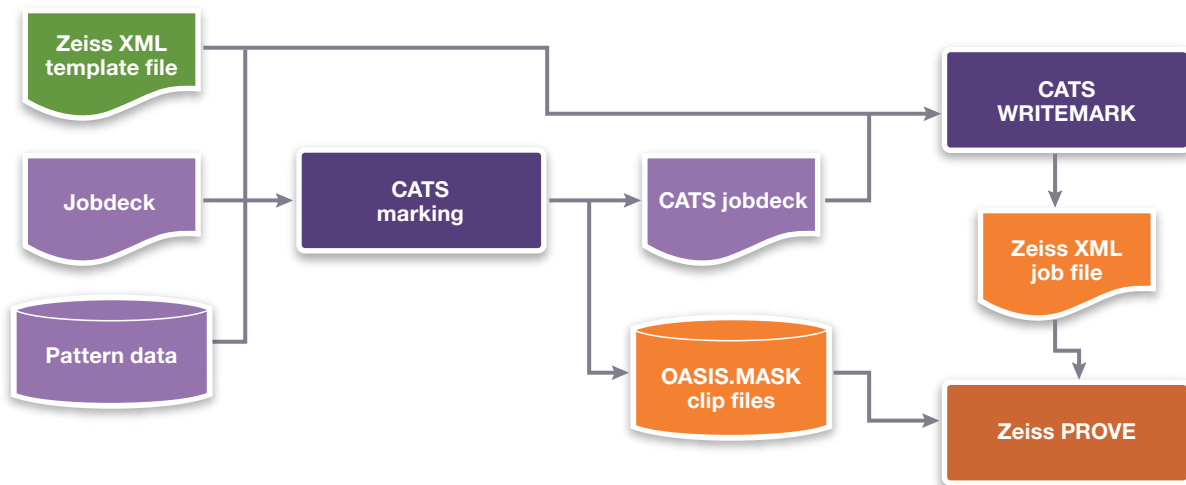 Zeiss XML
template file
Jobdeck
Pattern data
CATS
marking
CATS jobdeck
OASIS.MASK
clip files
CATS
WRITEMARK
Zeiss XML
job file
Zeiss PROVE